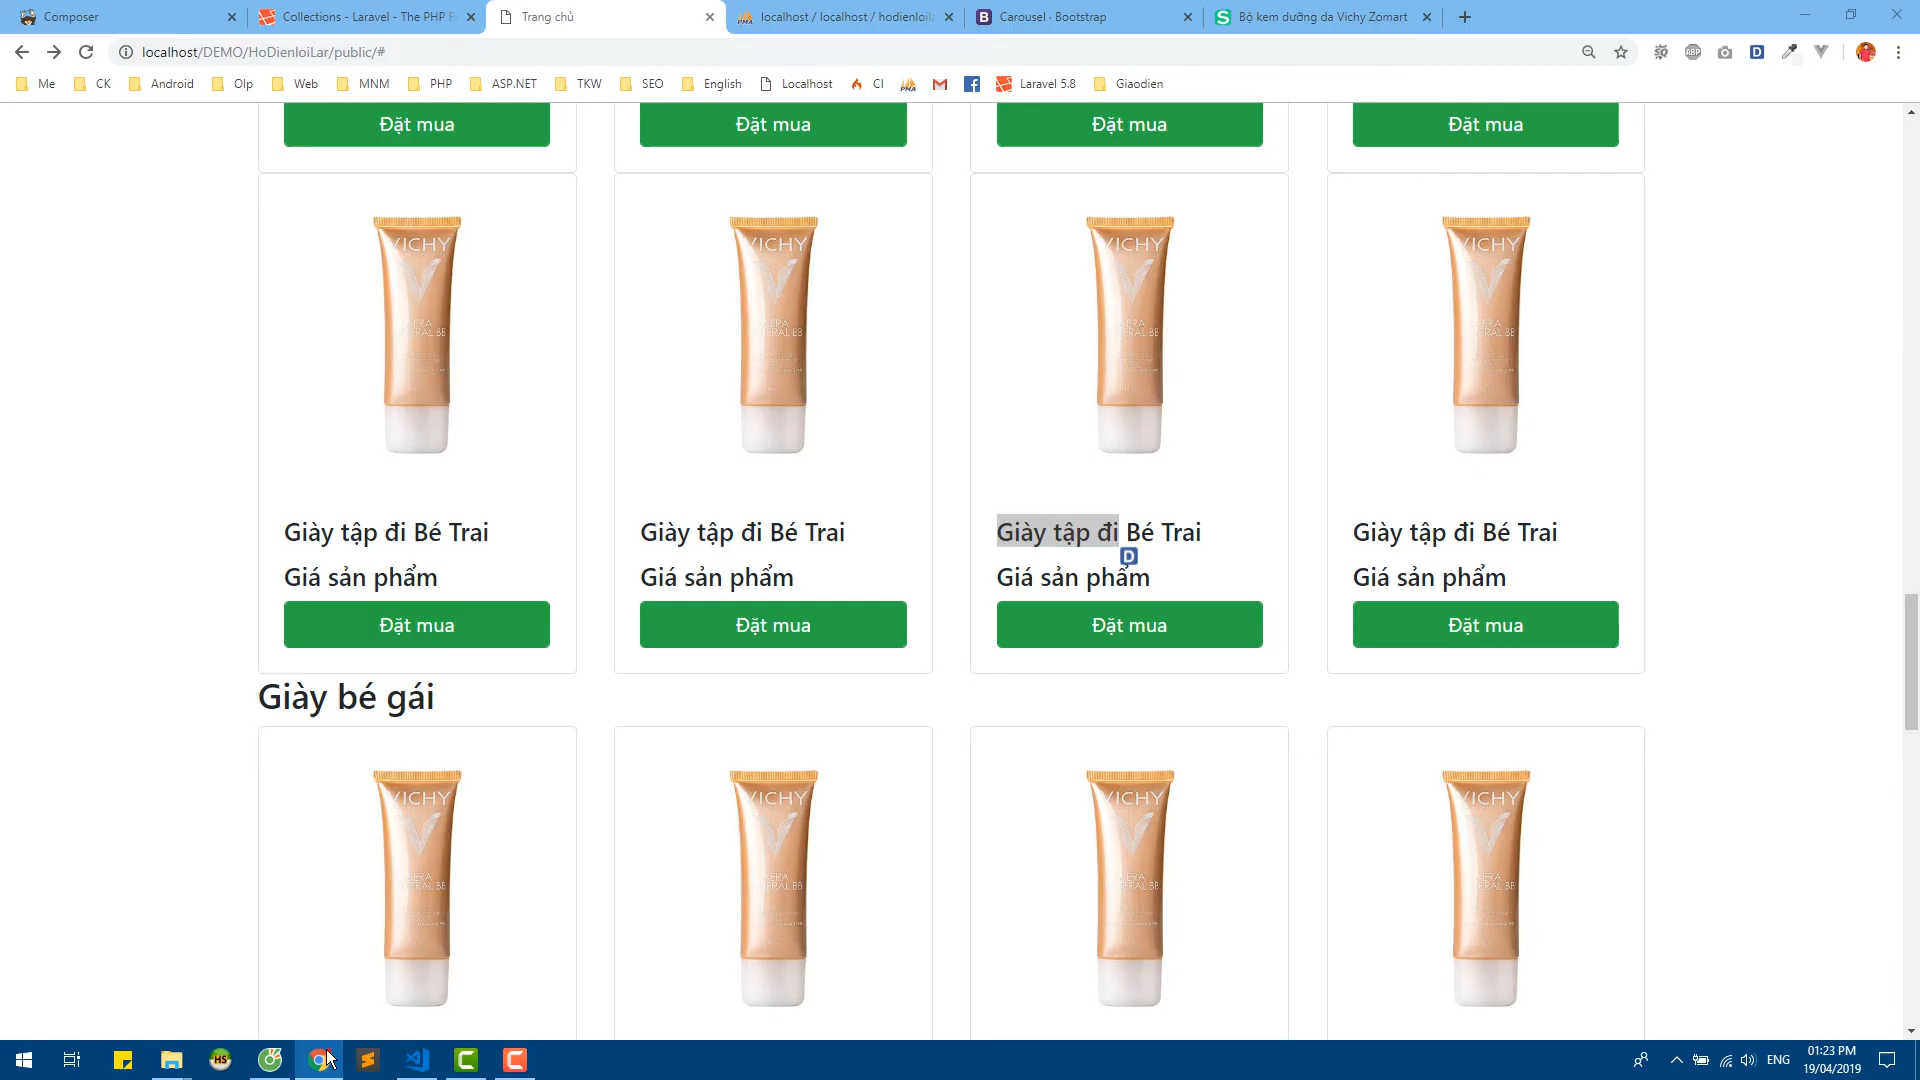 Composer
Collections - Laravel - The PHP F
Trang chủ
localhost / localhost / hodienloila
Carousel · Bootstrap
Bộ kem dưỡng da Vichy Zomart
localhost/DEMO/HoDienloiLar/public/#
ABP
D
Me
CK
Android
Olp
Web
MNM
PHP
ASP.NET
TKW
SEO
English
Localhost
CI
Laravel 5.8
Giaodien
Đặt mua
Đặt mua
Đặt mua
Đặt mua
VICHY
VICHY
VICHY
VICHY
Giày tập đi Bé Trai
Giày tập đi Bé Trai
Giày tập đi Bé Trai
Giày tập đi Bé Trai
D
Giá sản phẩm
Giá sản phẩm
Giá sản phẩm
Giá sản phẩm
Đặt mua
Đặt mua
Đặt mua
Đặt mua
Giày bé gái
VICHY
VICHY
VICHY
VICHY
ENG
01:23 PM
19/04/2019